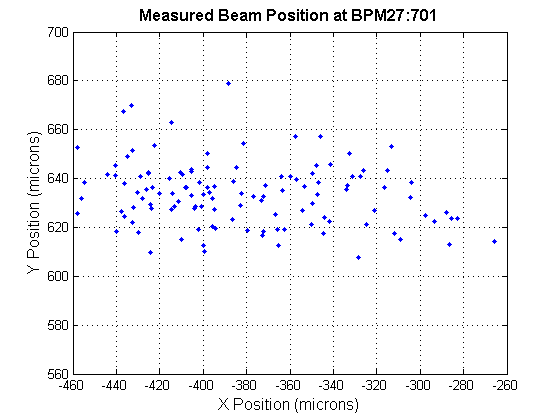 Measured Beam Position at BPM27:701
700
680
660
640
620
600
580
560
Y Position (microns)
-460 -440 -420 -400 -380 -360 -340 -320 -300 -280 -260
X Position (microns)